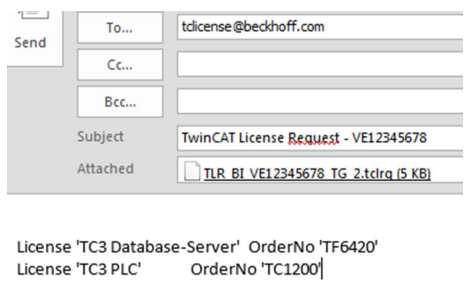 Send
To...
tclicense@beckhoff.com
Cc...
Bcc...
Subject
TwinCAT License Request - VE12345678
Attached
TLR_BI_VE12345678_TG_2.tclrq (5 KB)
License 'TC3 Database-Server' OrderNo 'TF6420'
License 'TC3 PLC' OrderNo 'TC1200'